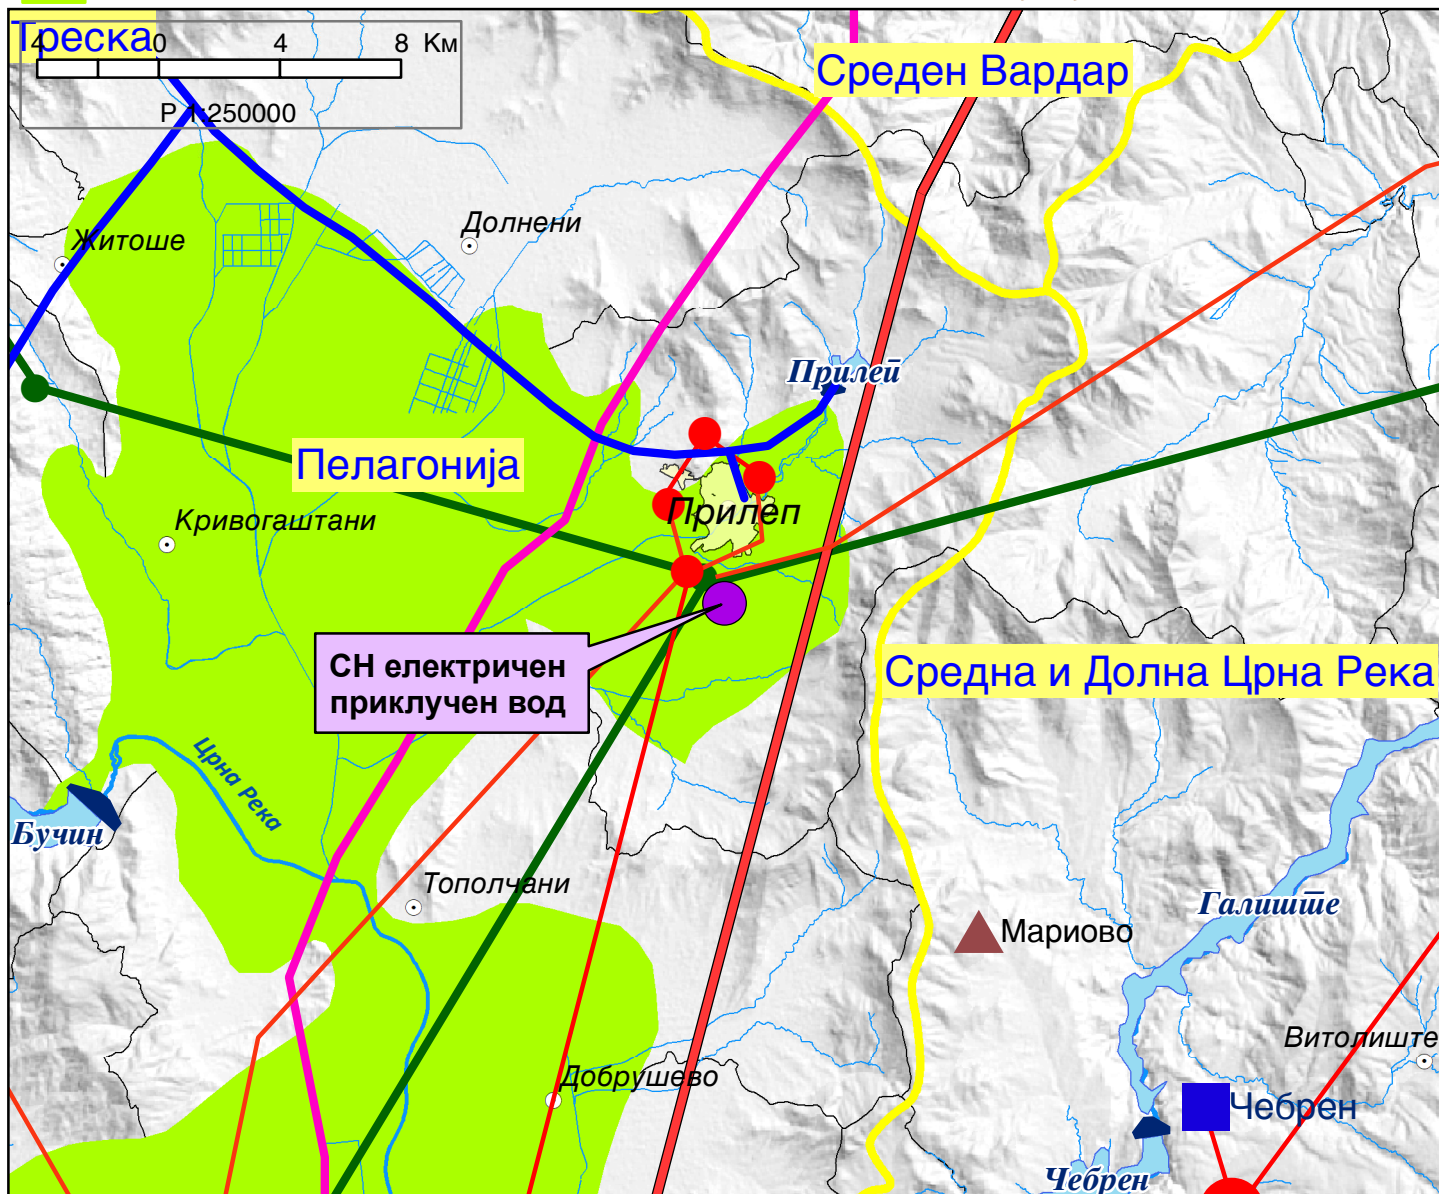 Треска
4 0 4 8 Км
Р 1:250000
Среден Вардар
Долнени
Житоше
Прилеп
Пелагонија
Кривогаштани
Прилеп
СН електричен
приклучен вод
Средна и Долна Црна Река
Црна Река
Бучин
Тополчани
Галиште
Мариово
Витолиште
Добрушево
Чебрен
Чебрен